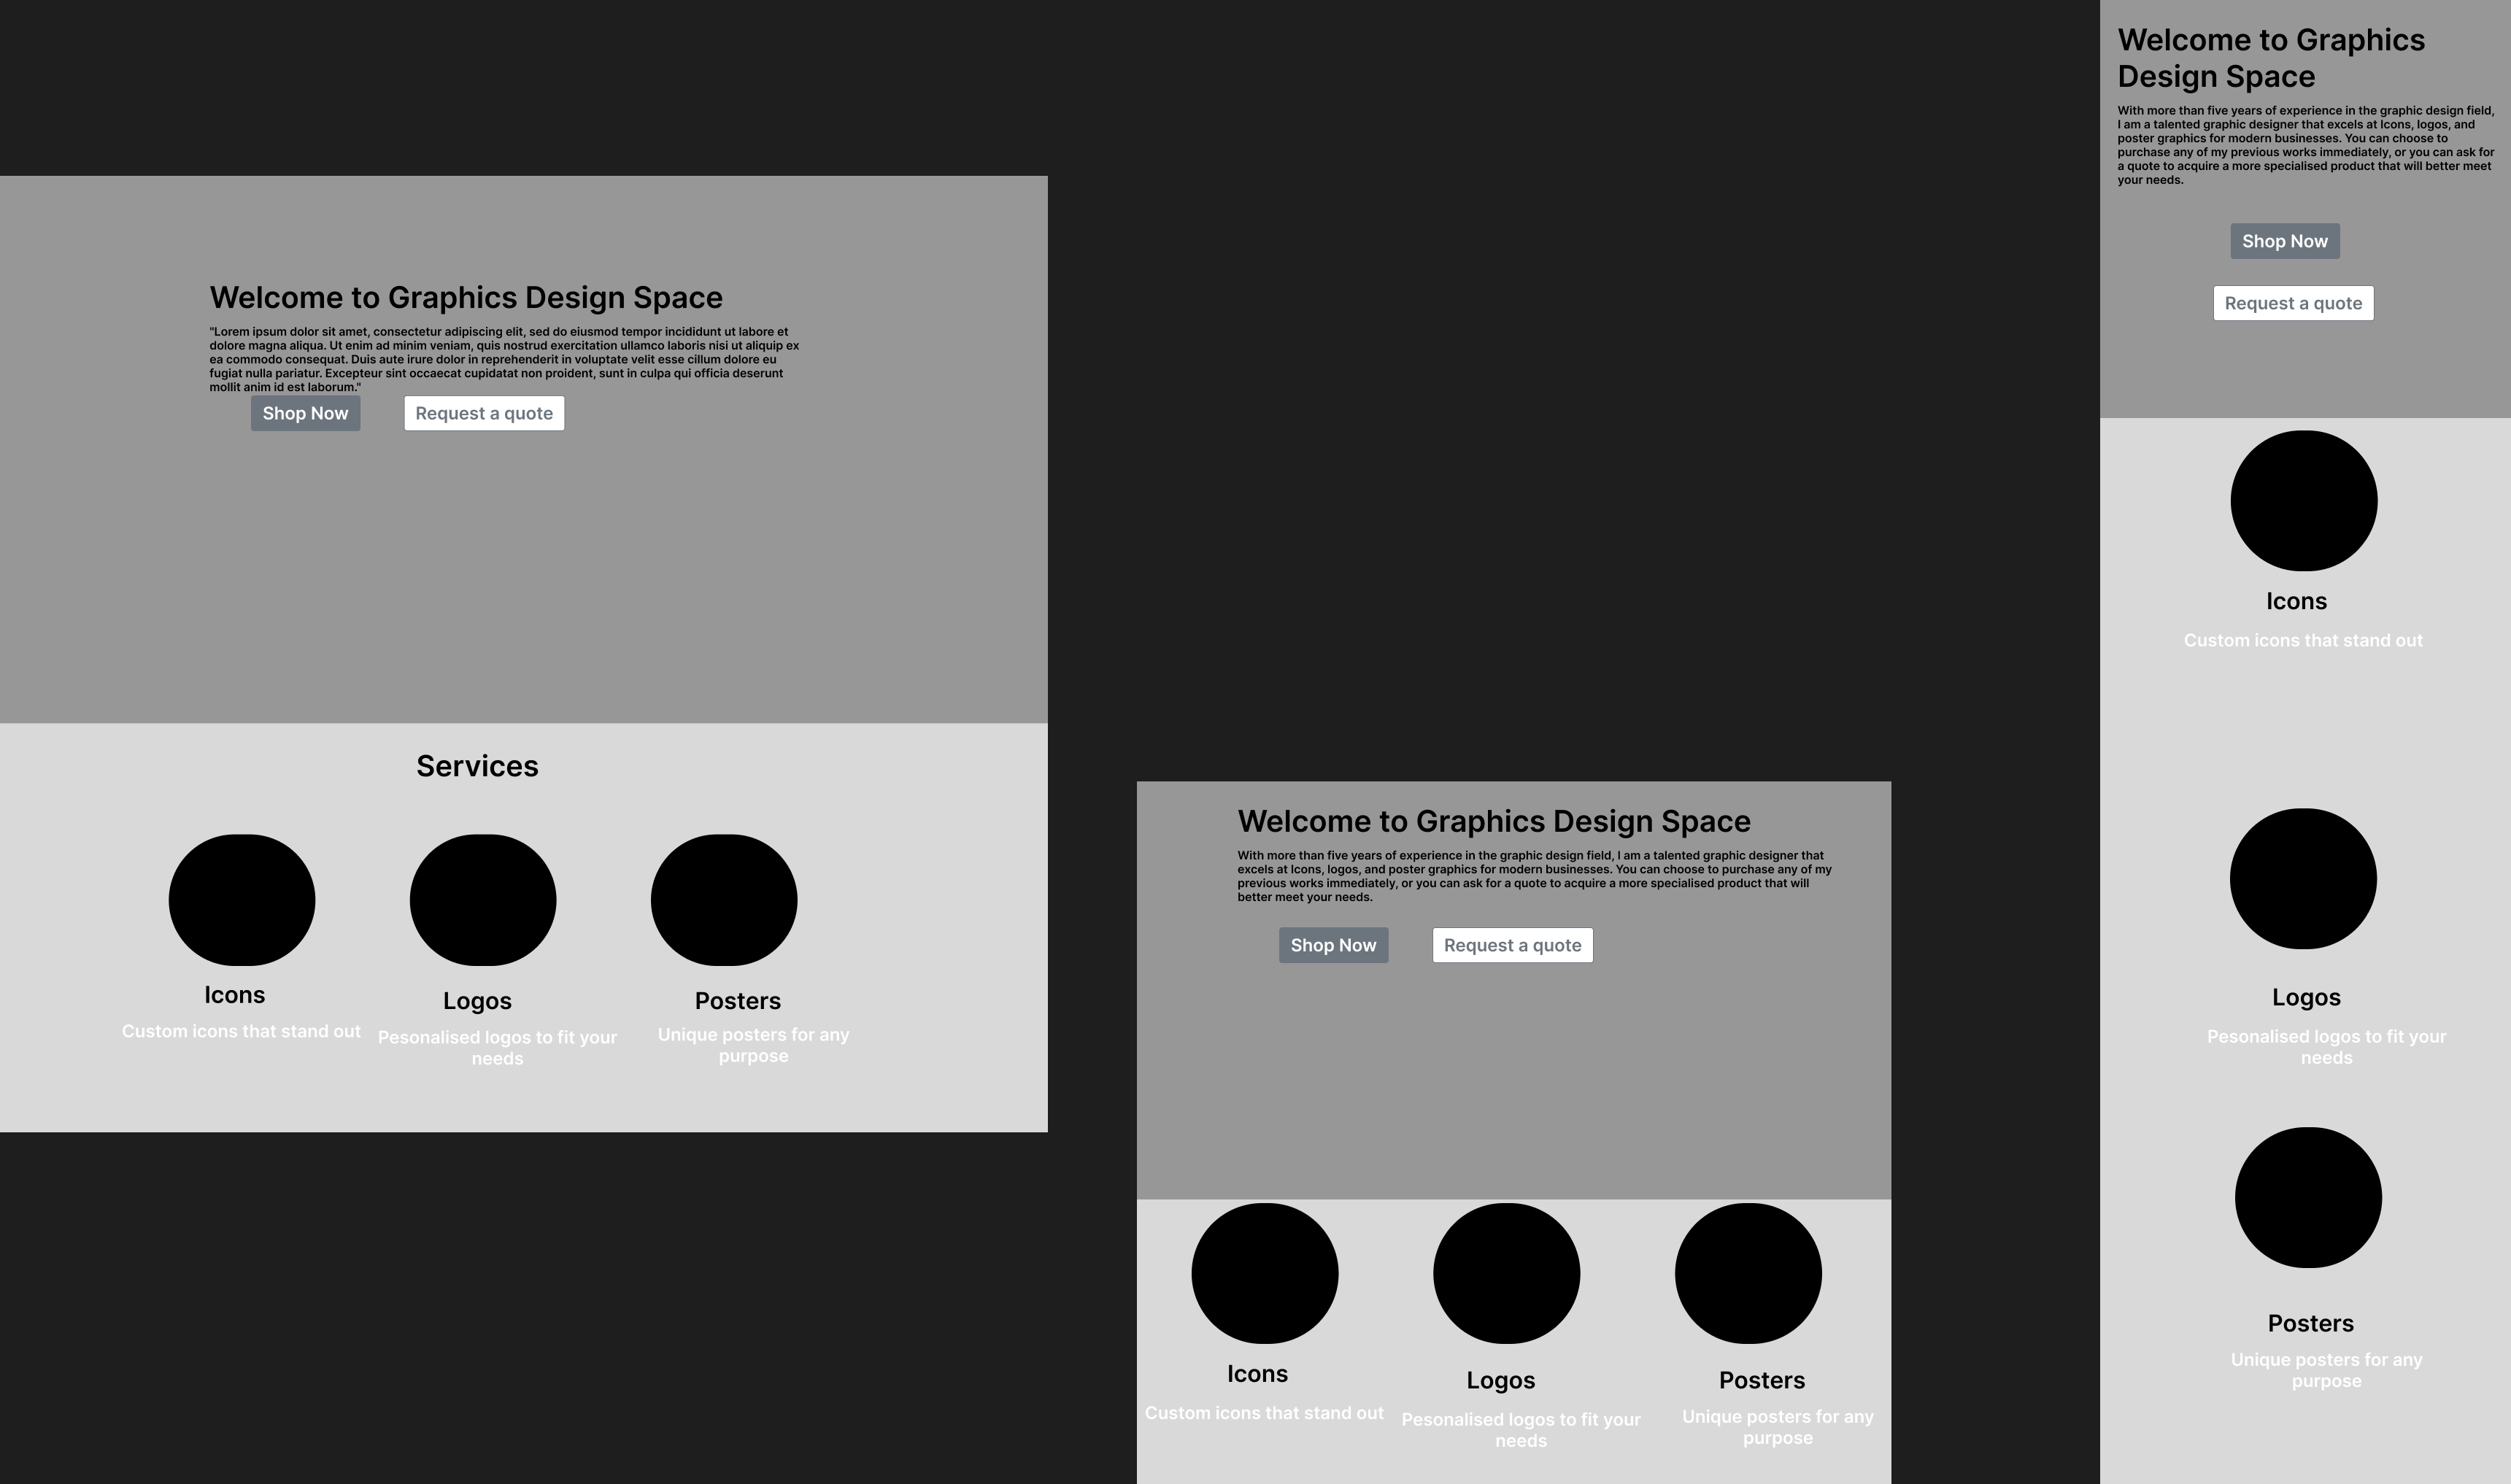 Welcome to Graphics Design Space
"Lorem ipsum dolor sit amet, consectetur adipiscing elit, sed do eiusmod tempor incididunt ut labore et
dolore magna aliqua. Ut enim ad minim veniam, quis nostrud exercitation ullamco laboris nisi ut aliquip ex
ea commodo consequat. Duis aute irure dolor in reprehenderit in voluptate velit esse cillum dolore eu
fugiat nulla pariatur. Excepteur sint occaecat cupidatat non proident, sunt in culpa qui officia deserunt
mollit anim id est laborum."
Shop Now
Request a quote
Services
Icons
Custom icons that stand out
Logos
Pesonalised logos to fit your
needs
Posters
Unique posters for any
purpose
Welcome to Graphics Design Space
With more than five years of experience in the graphic design field, I am a talented graphic designer that
excels at Icons, logos, and poster graphics for modern businesses. You can choose to purchase any of my
previous works immediately, or you can ask for a quote to acquire a more specialised product that will
better meet your needs.
Shop Now
Request a quote
Icons
Custom icons that stand out
Logos
Pesonalised logos to fit your
needs
Posters
Unique posters for any
purpose
Welcome to Graphics
Design Space
With more than five years of experience in the graphic design field,
I am a talented graphic designer that excels at Icons, logos, and
poster graphics for modern businesses. You can choose to
purchase any of my previous works immediately, or you can ask for
a quote to acquire a more specialised product that will better meet
your needs.
Shop Now
Request a quote
Icons
Custom icons that stand out
Logos
Pesonalised logos to fit your
needs
Posters
Unique posters for any
purpose